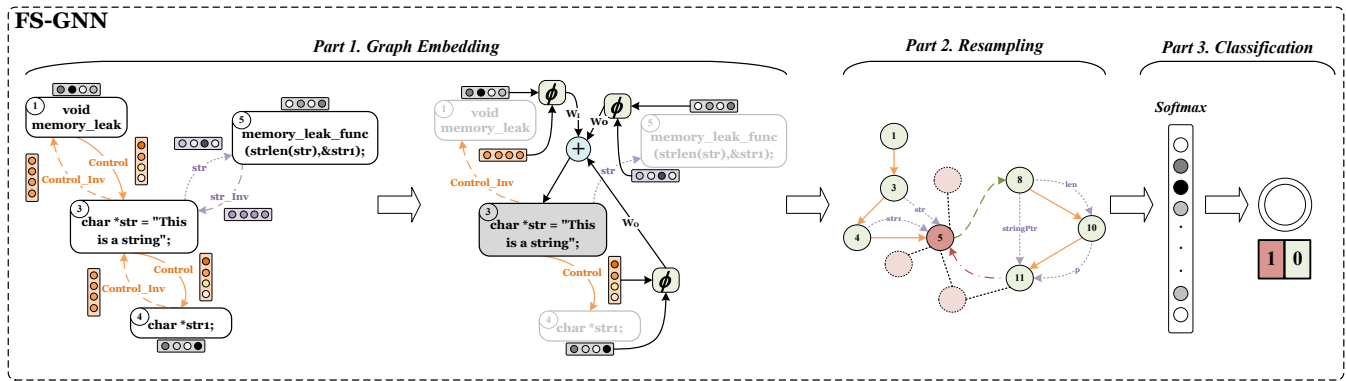 FS-GNN
Part 1. Graph Embedding
Part 2. Resampling
Part 3. Classification
1
void
memory_leak
5
memory_leak_func
(strlen(str),&str1);
Control
Control_Inv
str
str_Inv
3
char *str = "This
is a string";
Control
Control_Inv
4
char *str1;
1
void
memory_leak
ϕ
W1
ϕ
Wo
+
5
memory_leak_func
(strlen(str),&str1);
Control_Inv
str
3
char *str = "This
is a string";
Wo
Control
ϕ
4
char *str1;
1
3
str
str1
4
5
8
len
stringPtr
10
p
11
Softmax
1 0